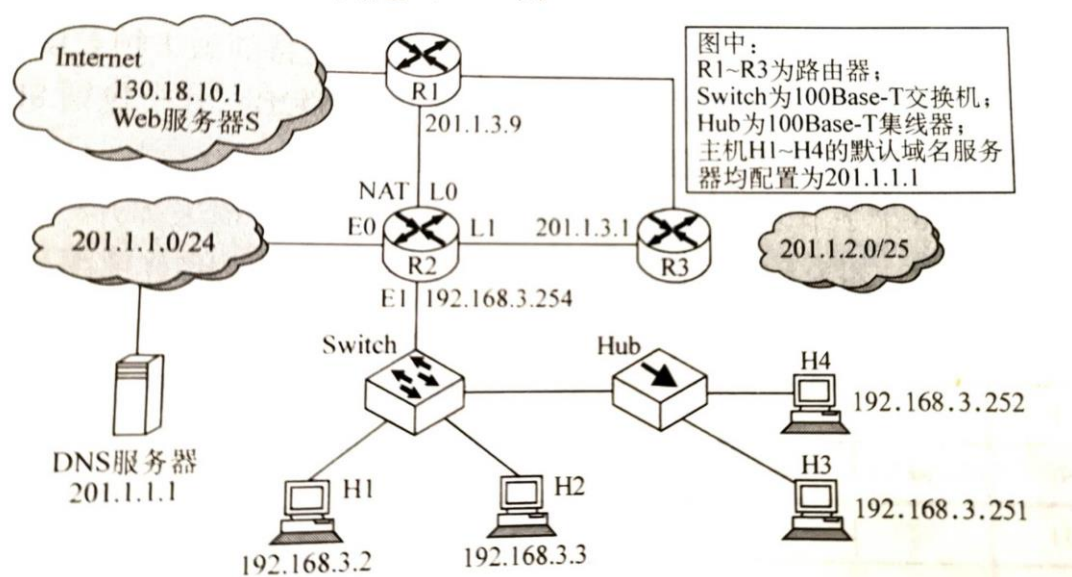 Internet
130.18.10.1
Web服务器S
R1
201.1.3.9
图中：
R1~R3为路由器；
Switch为100Base-T交换机；
Hub为100Base-T集线器；
主机H1~H4的默认域名服务
器均配置为201.1.1.1
NAT L0
201.1.1.0/24
E0
L1
201.1.3.1
R2
R3
201.1.2.0/25
E1
192.168.3.254
Switch
Hub
H4
192.168.3.252
DNS服务器
201.1.1.1
H1
192.168.3.2
H2
192.168.3.3
H3
192.168.3.251